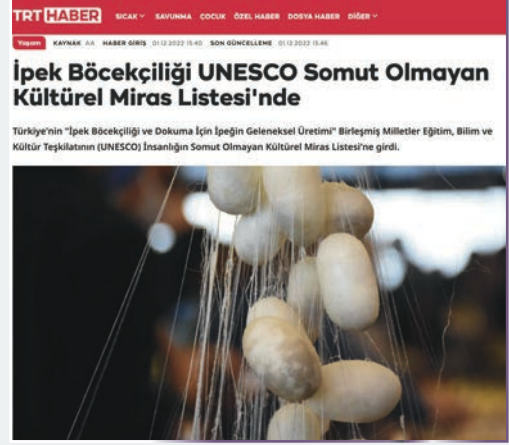 TRT HABER SICAK SAVUNMA ÇOCUK ÖZEL HABER DOSYA HABER DİĞER
Yaşam KAYNAK AA HABER GİRİŞ 01.12.2022 15:40 SON GÜNCELLEME 01.12.2022 15:46
İpek Böcekçiliği UNESCO Somut Olmayan
Kültürel Miras Listesi'nde
Türkiye'nin "İpek Böcekçiliği ve Dokuma İçin İpeğin Geleneksel Üretimi" Birleşmiş Milletler Eğitim, Bilim ve
Kültür Teşkilatının (UNESCO) İnsanlığın Somut Olmayan Kültürel Miras Listesi'ne girdi.